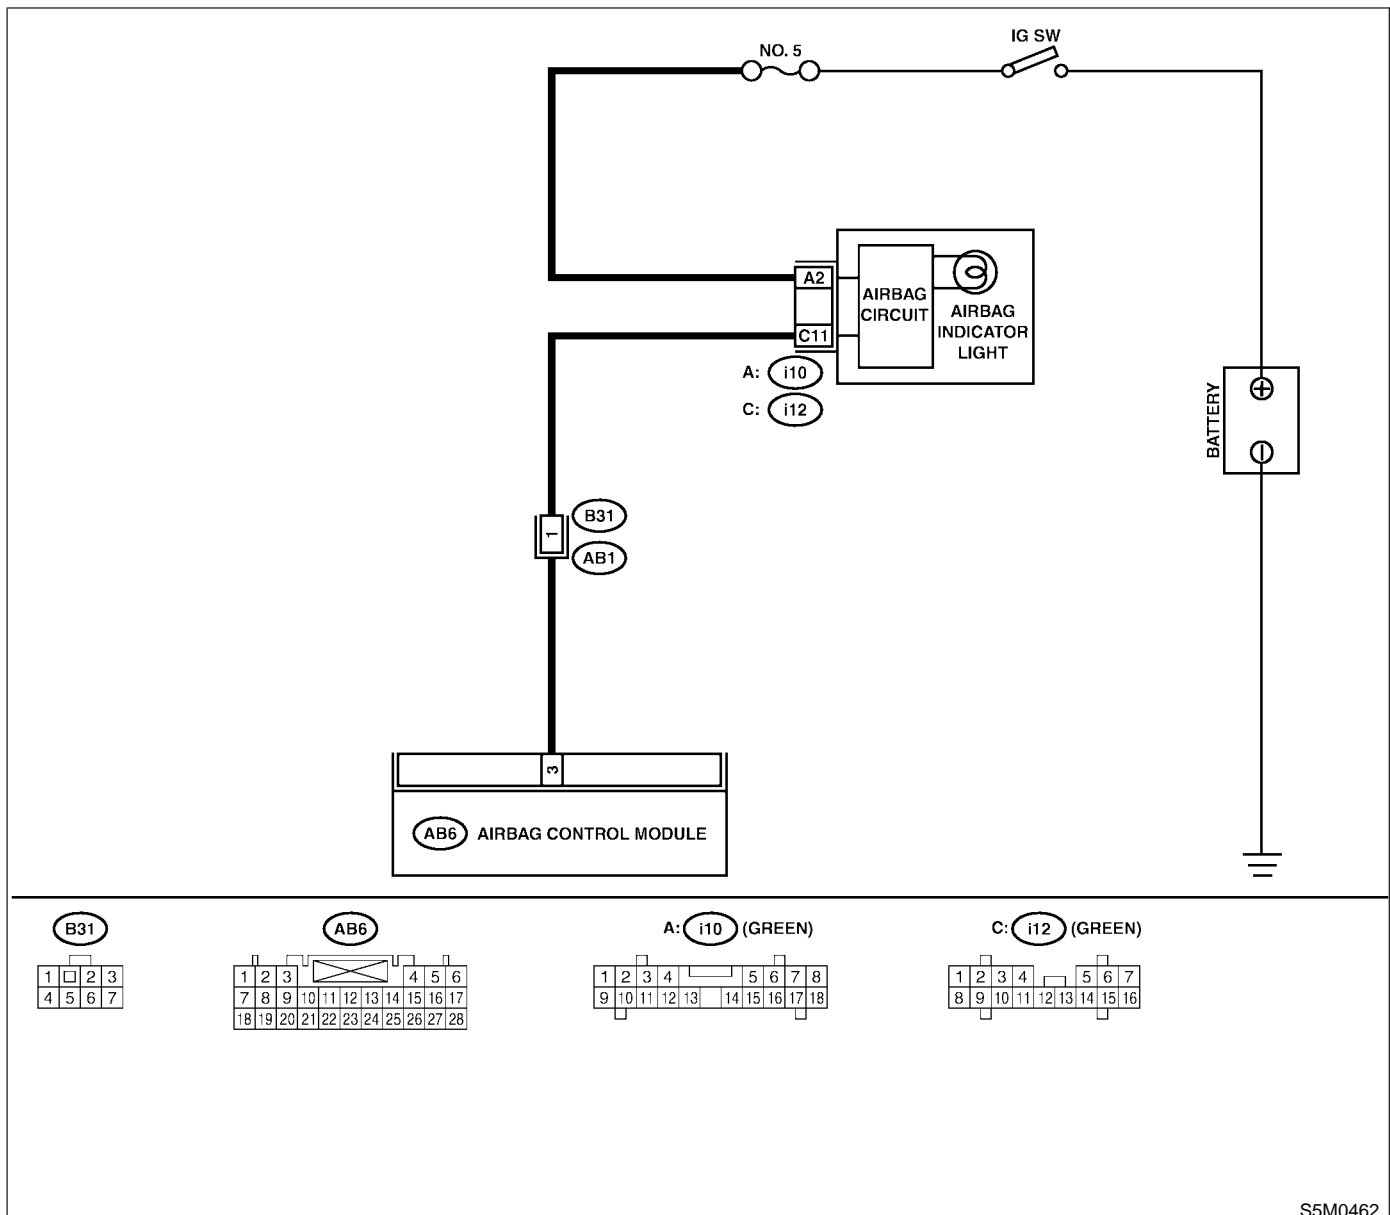 NO. 5
IG SW
A2
C11
AIRBAG
CIRCUIT
AIRBAG
INDICATOR
LIGHT
A: i10
C: i12
BATTERY
+
−
1
B31
AB1
3
AB6 AIRBAG CONTROL MODULE
B31
1 2 3
4 5 6 7
AB6
1 2 3 4 5 6
7 8 9 10 11 12 13 14 15 16 17
18 19 20 21 22 23 24 25 26 27 28
A: i10 (GREEN)
1 2 3 4 5 6 7 8
9 10 11 12 13 14 15 16 17 18
C: i12 (GREEN)
1 2 3 4 5 6 7
8 9 10 11 12 13 14 15 16
S5M0462